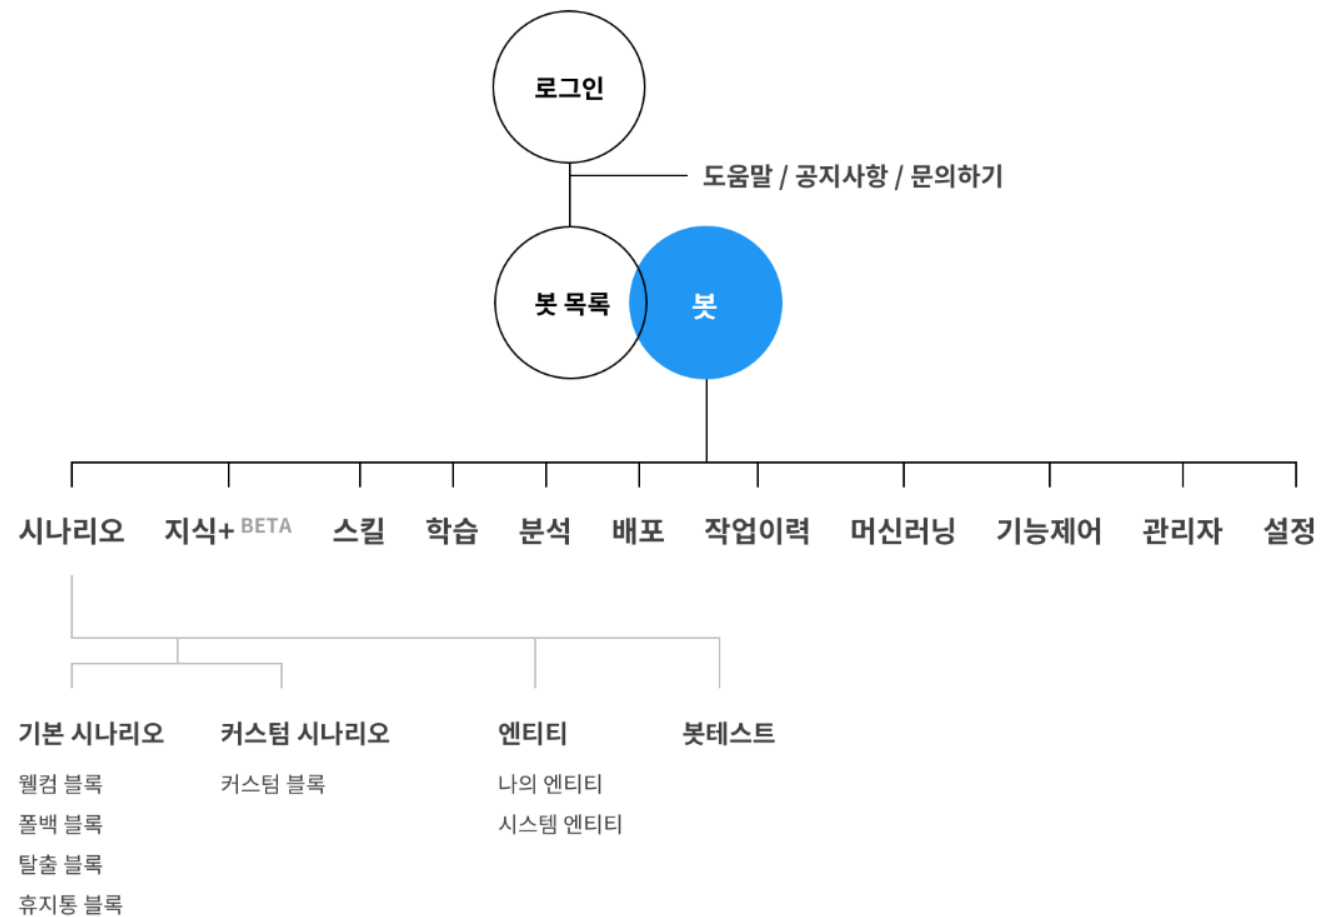 로그인
도움말 / 공지사항 / 문의하기
봇 목록 봇
시나리오 지식+ BETA 스킬 학습 분석 배포 작업이력 머신러닝 기능제어 관리자 설정
기본 시나리오 커스텀 시나리오 엔티티 봇테스트
웰컴 블록 커스텀 블록 나의 엔티티
폴백 블록 시스템 엔티티
탈출 블록
휴지통 블록